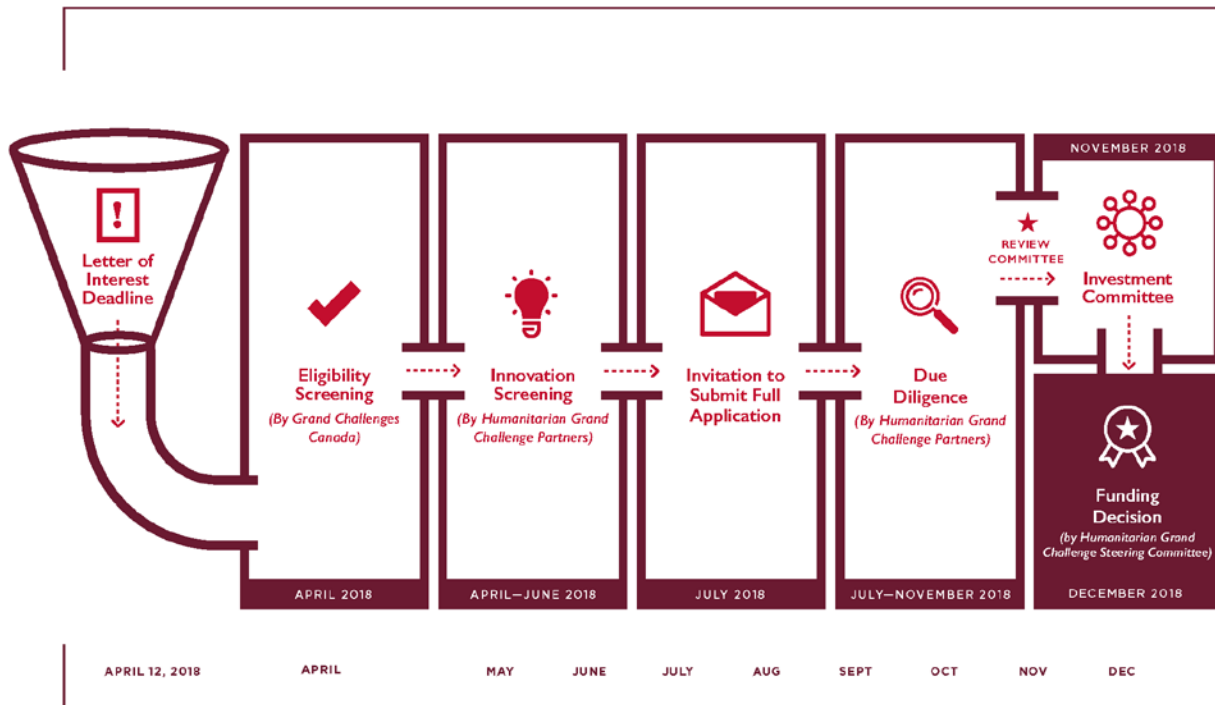 Letter of
Interest
Deadline
Eligibility
Screening
(By Grand Challenges
Canada)
APRIL 2018
Innovation
Screening
(By Humanitarian Grand
Challenge Partners)
APRIL—JUNE 2018
Invitation to
Submit Full
Application
JULY 2018
Due
Diligence
(By Humanitarian Grand
Challenge Partners)
JULY—NOVEMBER 2018
REVIEW
COMMITTEE
NOVEMBER 2018
Investment
Committee
Funding
Decision
(by Humanitarian Grand
Challenge Steering Committee)
DECEMBER 2018
APRIL 12, 2018 APRIL MAY JUNE JULY AUG SEPT OCT NOV DEC